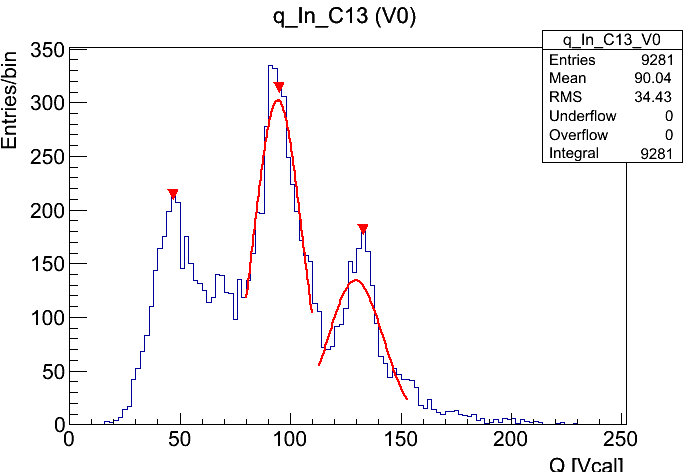 q_In_C13 (V0)
q_In_C13_V0
Entries 9281
Mean 90.04
RMS 34.43
Underflow 0
Overflow 0
Integral 9281
Entries/bin
350
300
250
200
150
100
50
0
0 50 100 150 200 250
Q [Vcal]